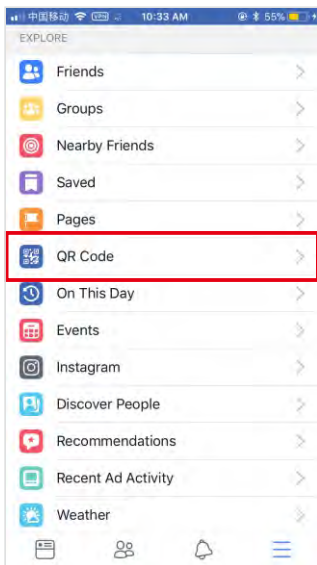 中国移动 VPN 10:33 AM 55%
EXPLORE
Friends
Groups
Nearby Friends
Saved
Pages
QR Code
On This Day
Events
Instagram
Discover People
Recommendations
Recent Ad Activity
Weather